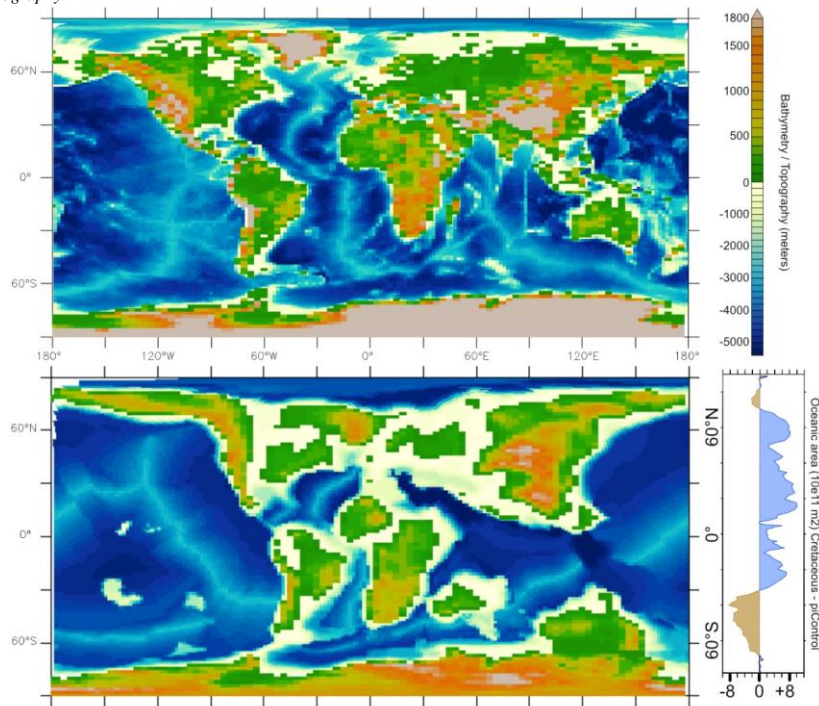 ography
60°N
0°
60°S
180°
120°W
60°W
0°
60°E
120°E
180°
1800
1500
1000
500
0
-1000
-2000
-3000
-4000
-5000
Bathymetry / Topography (meters)
60°N
0°
60°S
60°N
0°
60°S
-8
0
+8
Oceanic area (10e11 m2) Cretaceous - piControl